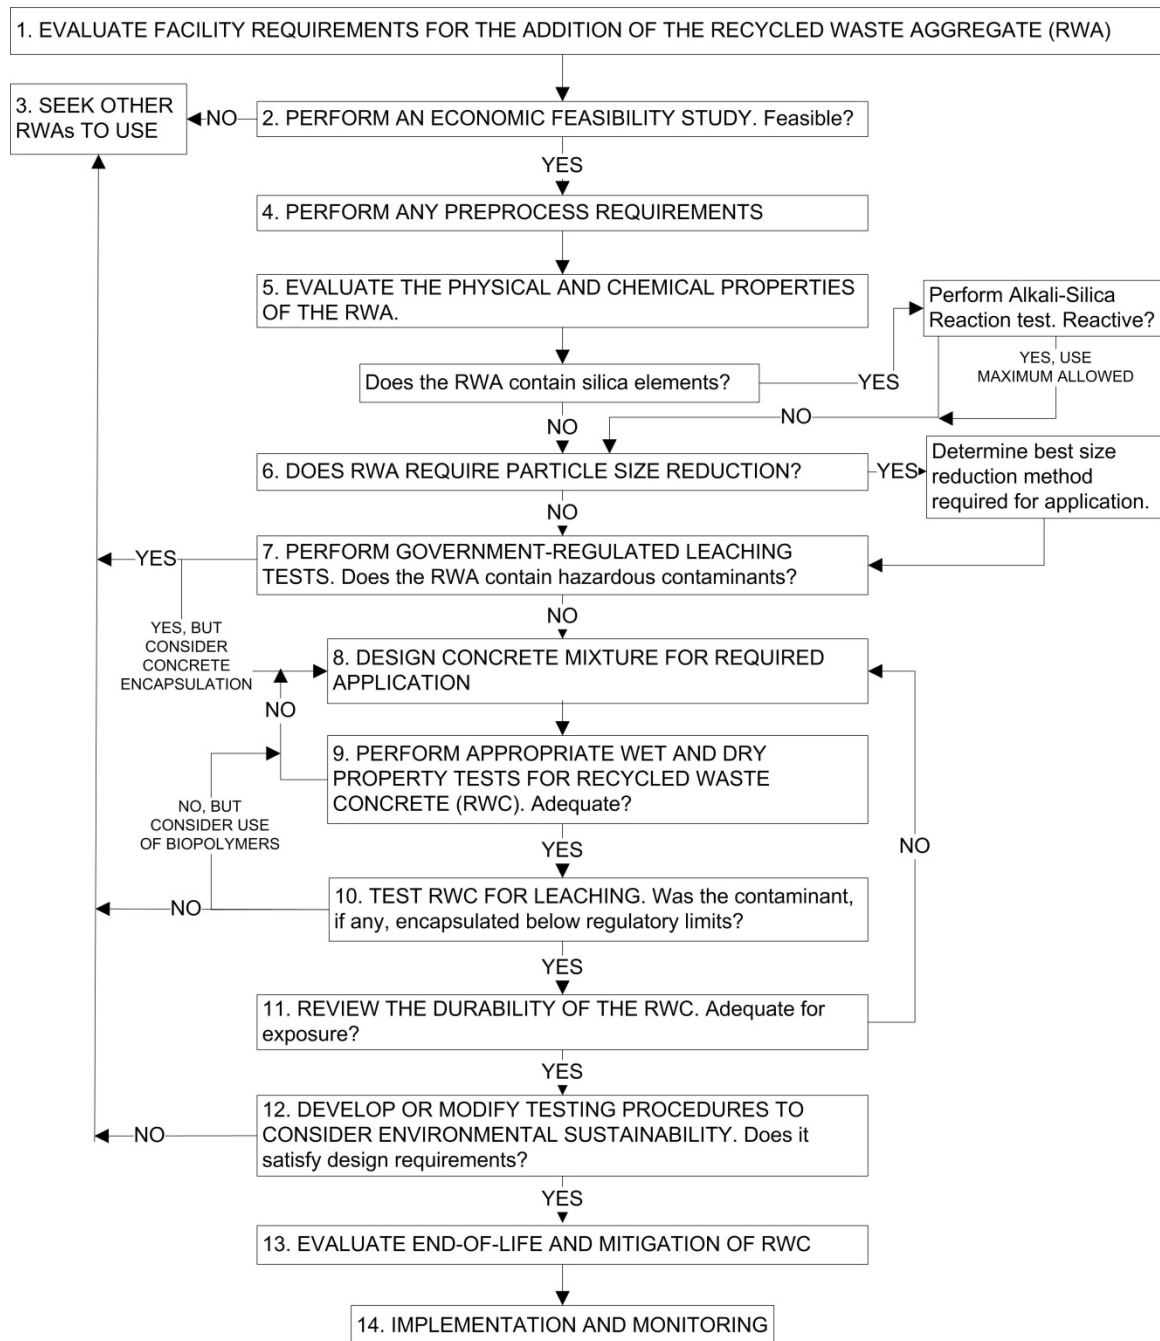 1. EVALUATE FACILITY REQUIREMENTS FOR THE ADDITION OF THE RECYCLED WASTE AGGREGATE (RWA)
3. SEEK OTHER
RWAs TO USE
NO
2. PERFORM AN ECONOMIC FEASIBILITY STUDY. Feasible?
YES
4. PERFORM ANY PREPROCESS REQUIREMENTS
5. EVALUATE THE PHYSICAL AND CHEMICAL PROPERTIES
OF THE RWA.
Perform Alkali-Silica
Reaction test. Reactive?
YES, USE
MAXIMUM ALLOWED
Does the RWA contain silica elements?
YES
NO
NO
6. DOES RWA REQUIRE PARTICLE SIZE REDUCTION?
YES
Determine best size
reduction method
required for application.
NO
7. PERFORM GOVERNMENT-REGULATED LEACHING
TESTS. Does the RWA contain hazardous contaminants?
YES
NO
YES, BUT
CONSIDER
CONCRETE
ENCAPSULATION
8. DESIGN CONCRETE MIXTURE FOR REQUIRED
APPLICATION
NO
9. PERFORM APPROPRIATE WET AND DRY
PROPERTY TESTS FOR RECYCLED WASTE
CONCRETE (RWC). Adequate?
NO, BUT
CONSIDER USE
OF BIOPOLYMERS
YES
NO
10. TEST RWC FOR LEACHING. Was the contaminant,
if any, encapsulated below regulatory limits?
NO
YES
11. REVIEW THE DURABILITY OF THE RWC. Adequate for
exposure?
YES
12. DEVELOP OR MODIFY TESTING PROCEDURES TO
CONSIDER ENVIRONMENTAL SUSTAINABILITY. Does it
satisfy design requirements?
NO
YES
13. EVALUATE END-OF-LIFE AND MITIGATION OF RWC
14. IMPLEMENTATION AND MONITORING